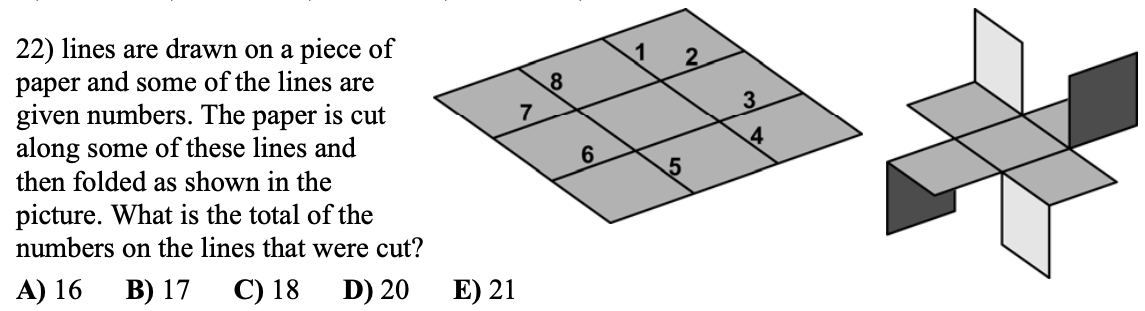 22) lines are drawn on a piece of
paper and some of the lines are
given numbers. The paper is cut
along some of these lines and
then folded as shown in the
picture. What is the total of the
numbers on the lines that were cut?
A) 16 B) 17 C) 18 D) 20 E) 21
1 2
8
3
7
4
6
5